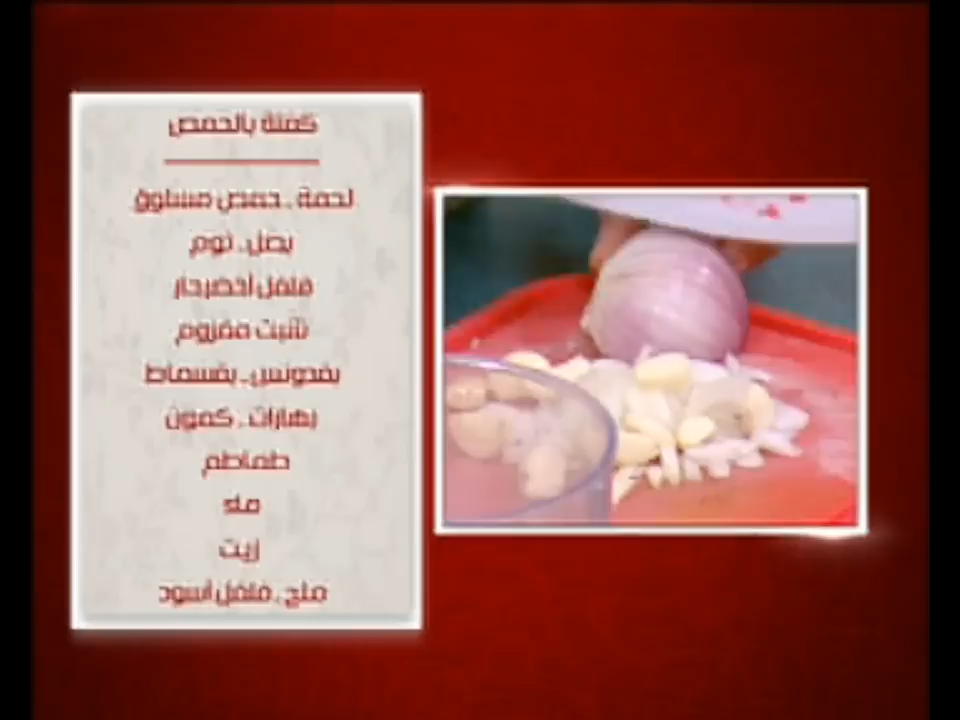 كفتة بالحمص
لحمة . حمص مسلوق
بصل . ثوم
فلفل أخضر حار
شبت مفروم
بقدونس . بقسماط
بهارات . كمون
طماطم
ماء
زيت
ملح . فلفل أسود